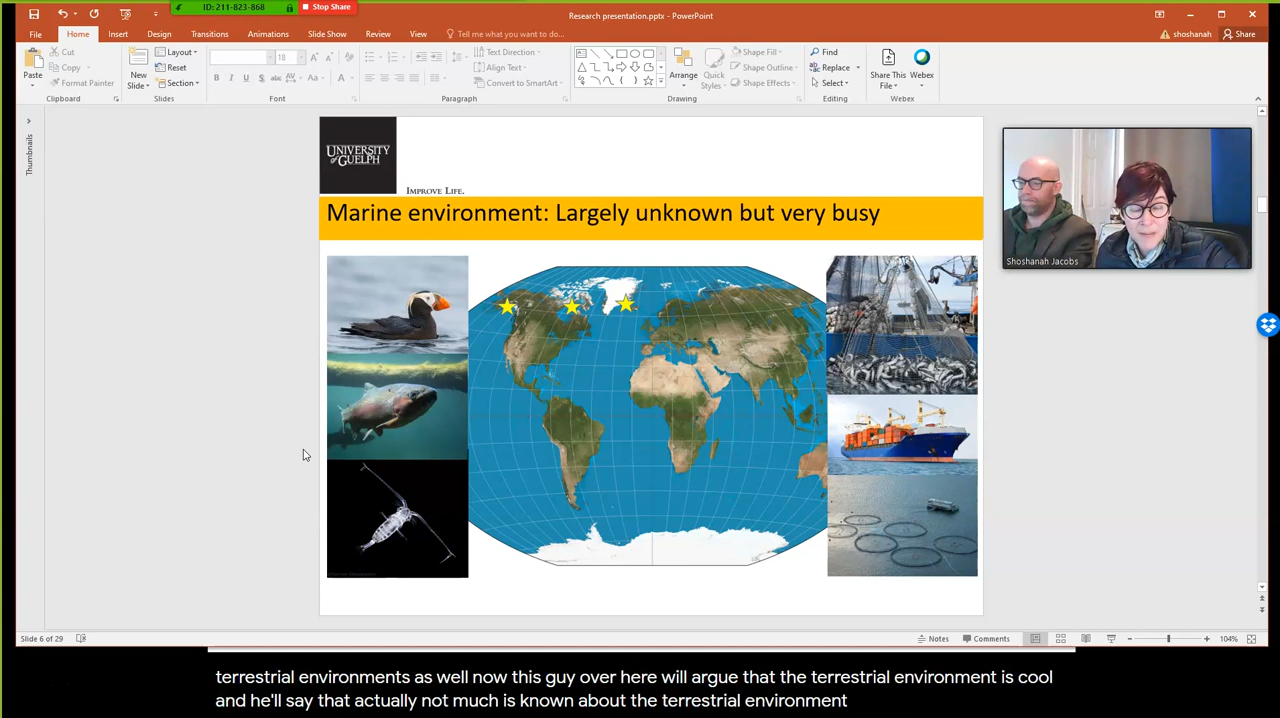 ID: 211-823-868
Stop Share
Research presentation.pptx - PowerPoint
File
Home
Insert
Design
Transitions
Animations
Slide Show
Review
View
Tell me what you want to do...
shoshanah
Share
Paste
Cut
Copy
Format Painter
Clipboard
New
Slide
Layout
Reset
Section
Slides
18
Font
Text Direction
Align Text
Convert to SmartArt
Paragraph
Arrange
Quick
Styles
Shape Fill
Shape Outline
Shape Effects
Drawing
Find
Replace
Select
Editing
Share This
File
Webex
Webex
Thumbnails
UNIVERSITY
OF GUELPH
IMPROVE LIFE.
Marine environment: Largely unknown but very busy
Shoshanah Jacobs
Slide 6 of 29
Notes
Comments
104%
terrestrial environments as well now this guy over here will argue that the terrestrial environment is cool
and he'll say that actually not much is known about the terrestrial environment